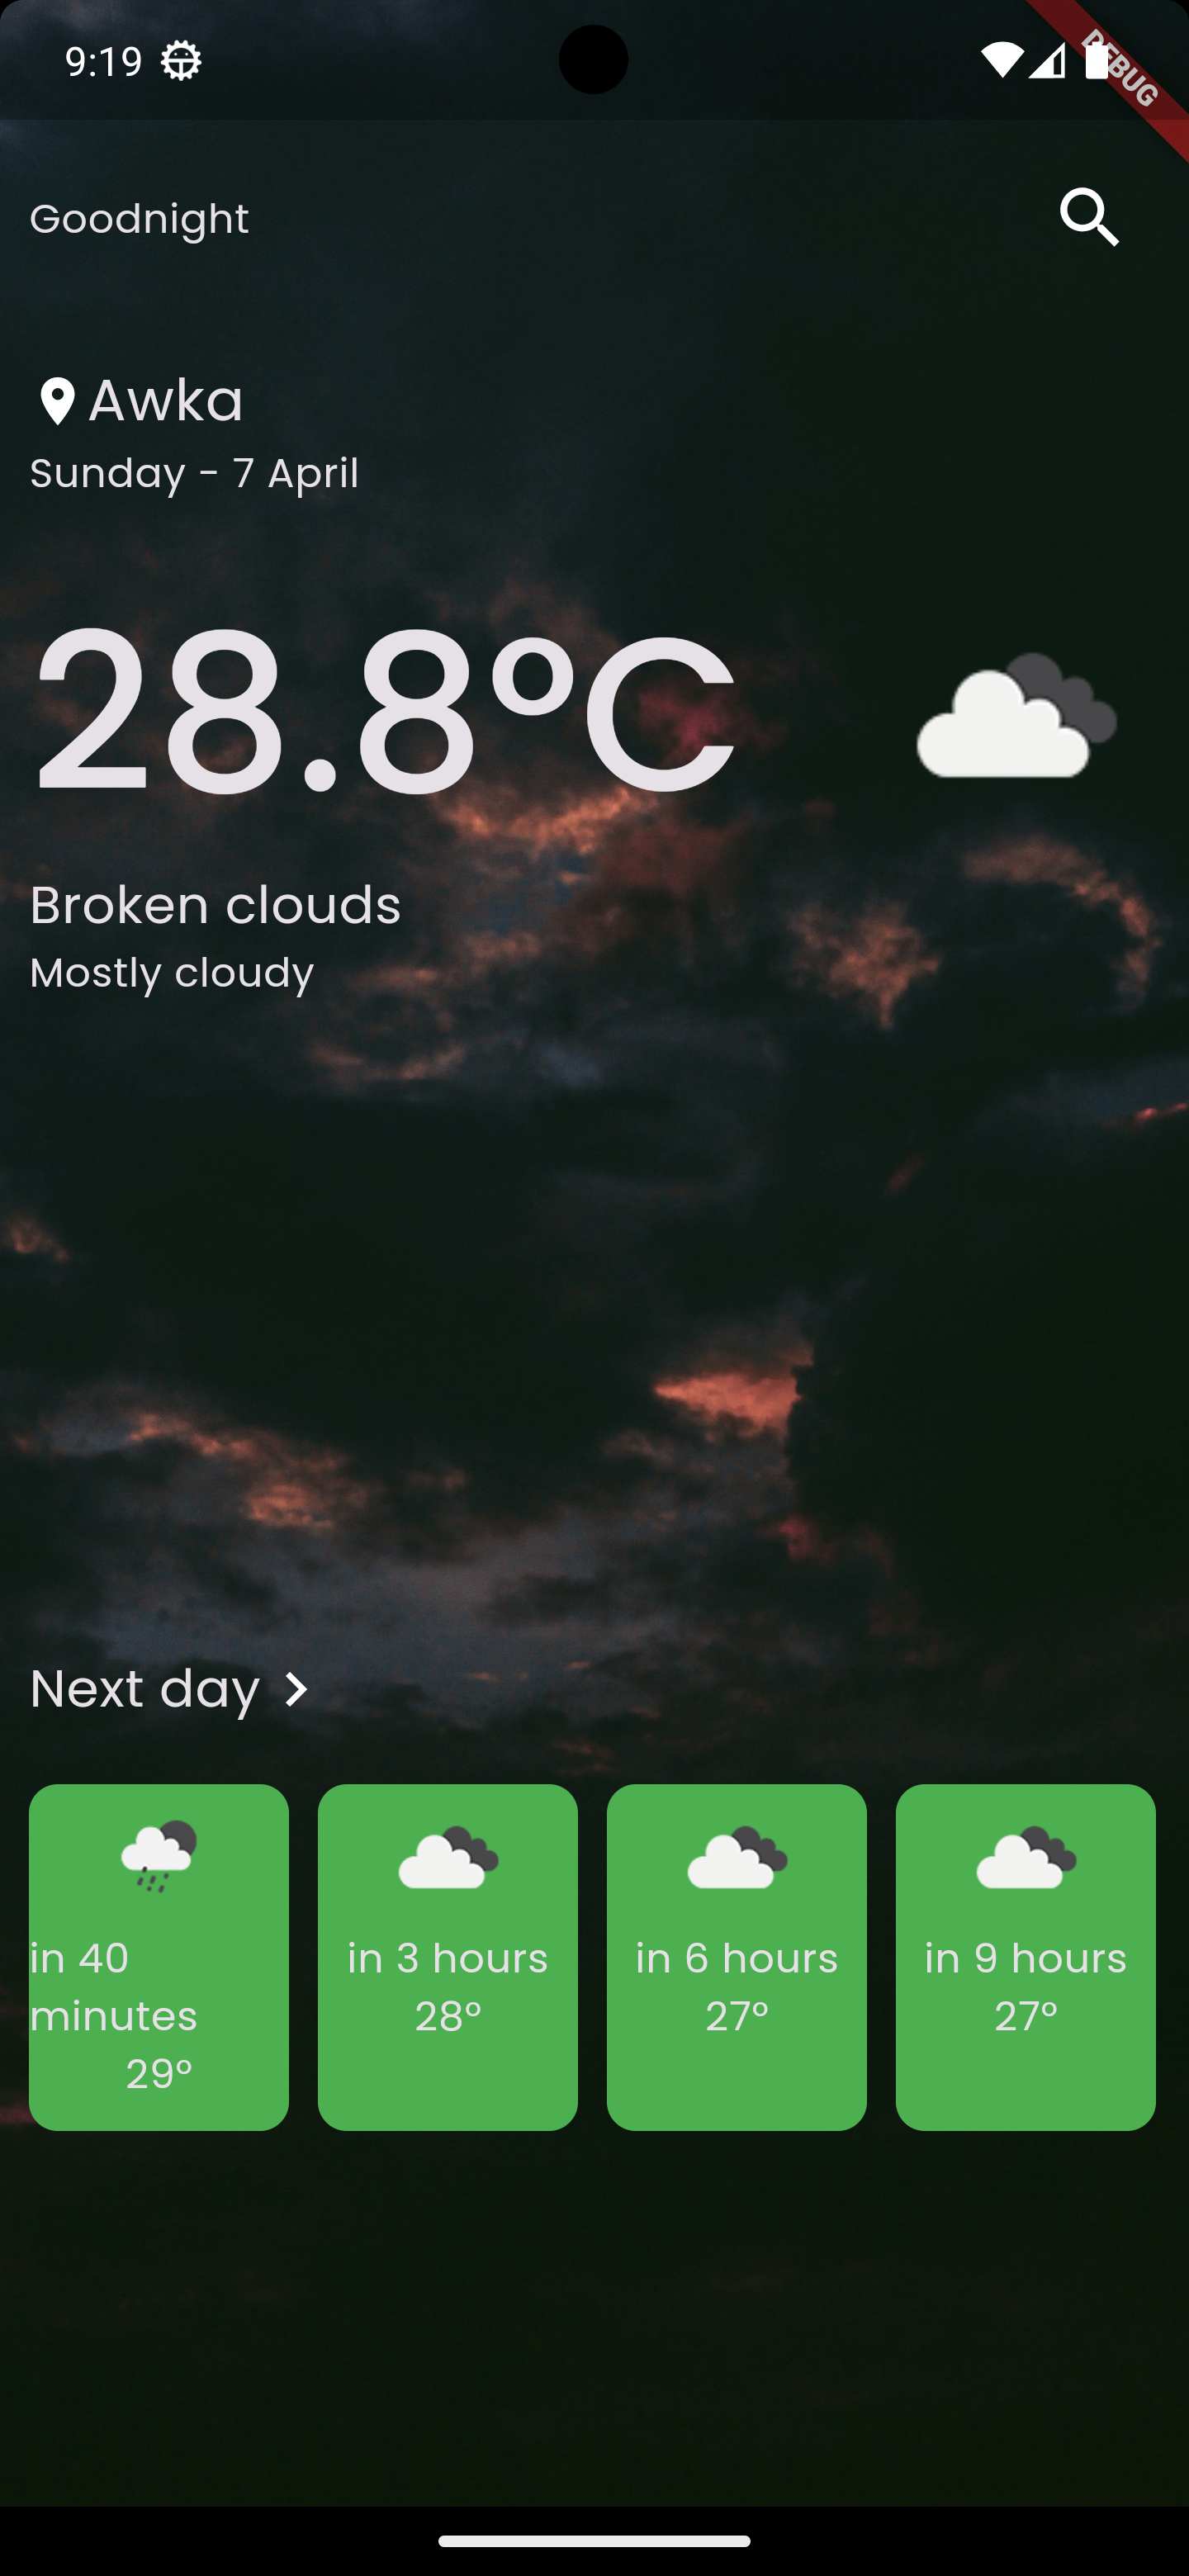 9:19
DEBUG
Goodnight
Awka
Sunday - 7 April
28.8°C
Broken clouds
Mostly cloudy
Next day
in 40
minutes
29°
in 3 hours
28°
in 6 hours
27°
in 9 hours
27°